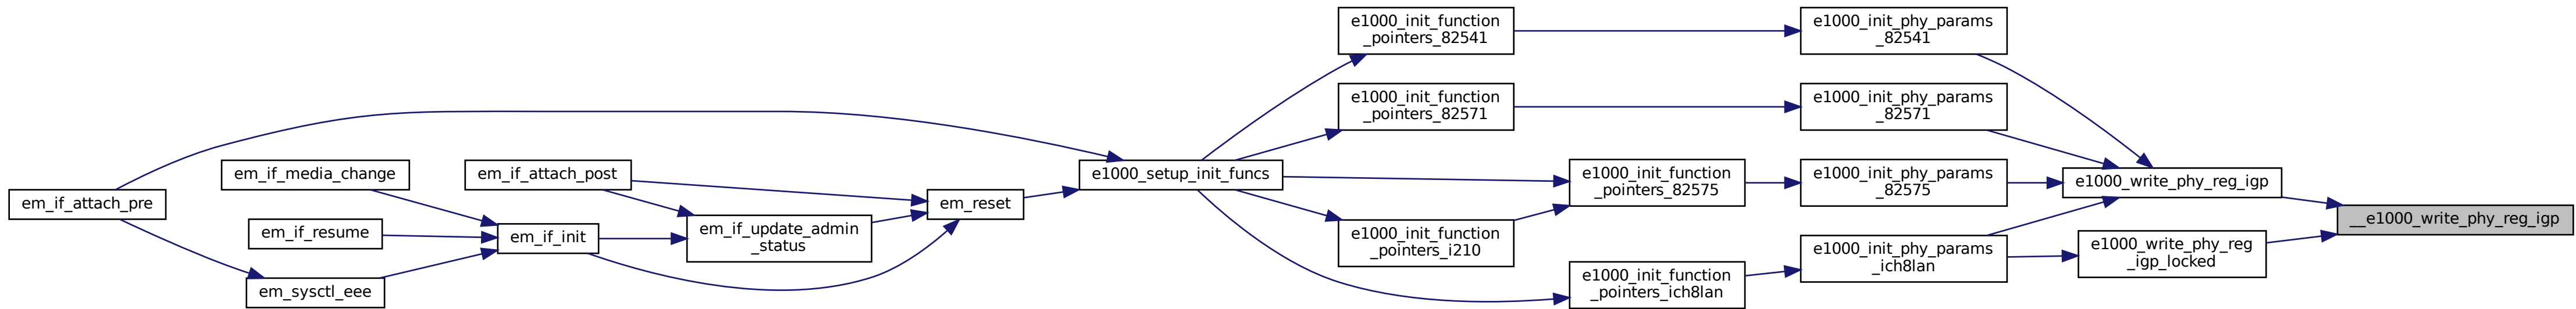 em_if_attach_pre
em_if_media_change
em_if_resume
em_sysctl_eee
em_if_attach_post
em_if_init
em_if_update_admin
_status
em_reset
e1000_setup_init_funcs
e1000_init_function
_pointers_82541
e1000_init_function
_pointers_82571
e1000_init_function
_pointers_i210
e1000_init_function
_pointers_82575
e1000_init_function
_pointers_ich8lan
e1000_init_phy_params
_82541
e1000_init_phy_params
_82571
e1000_init_phy_params
_82575
e1000_init_phy_params
_ich8lan
e1000_write_phy_reg_igp
e1000_write_phy_reg
_igp_locked
__e1000_write_phy_reg_igp